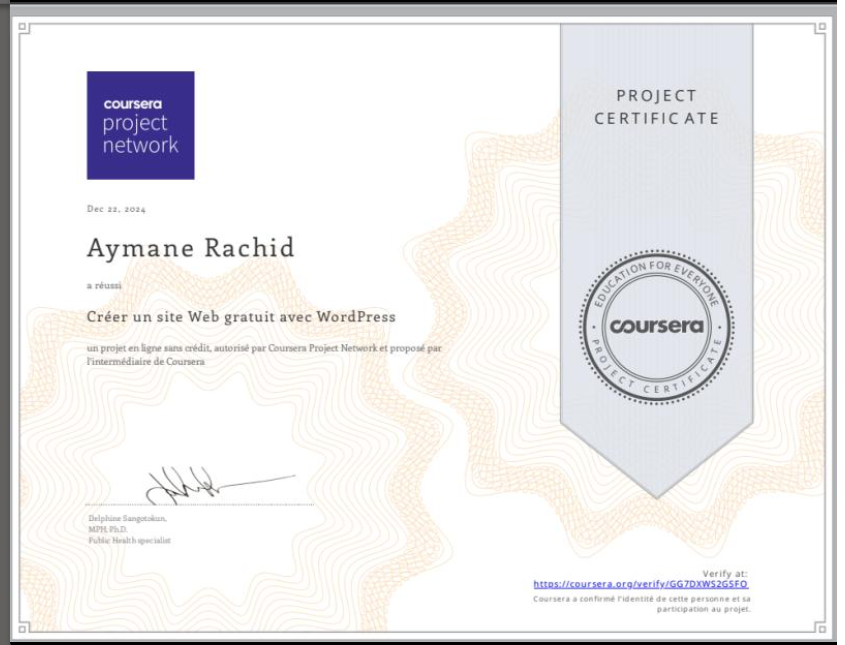 coursera
project
network
PROJECT
CERTIFICATE
Dec 22, 2024
Aymane Rachid
a réussi
Créer un site Web gratuit avec WordPress
un projet en ligne sans crédit, autorisé par Coursera Project Network et proposé par
l'intermédiaire de Coursera
EDUCATION FOR EVERYONE
coursera
PROJECT CERTIFICATE
Delphine Sangotokun,
MPH, Ph.D.
Public Health specialist
Verify at:
https://coursera.org/verify/GG7DXWS2GSFO
Coursera a confirmé l'identité de cette personne et sa
participation au projet.